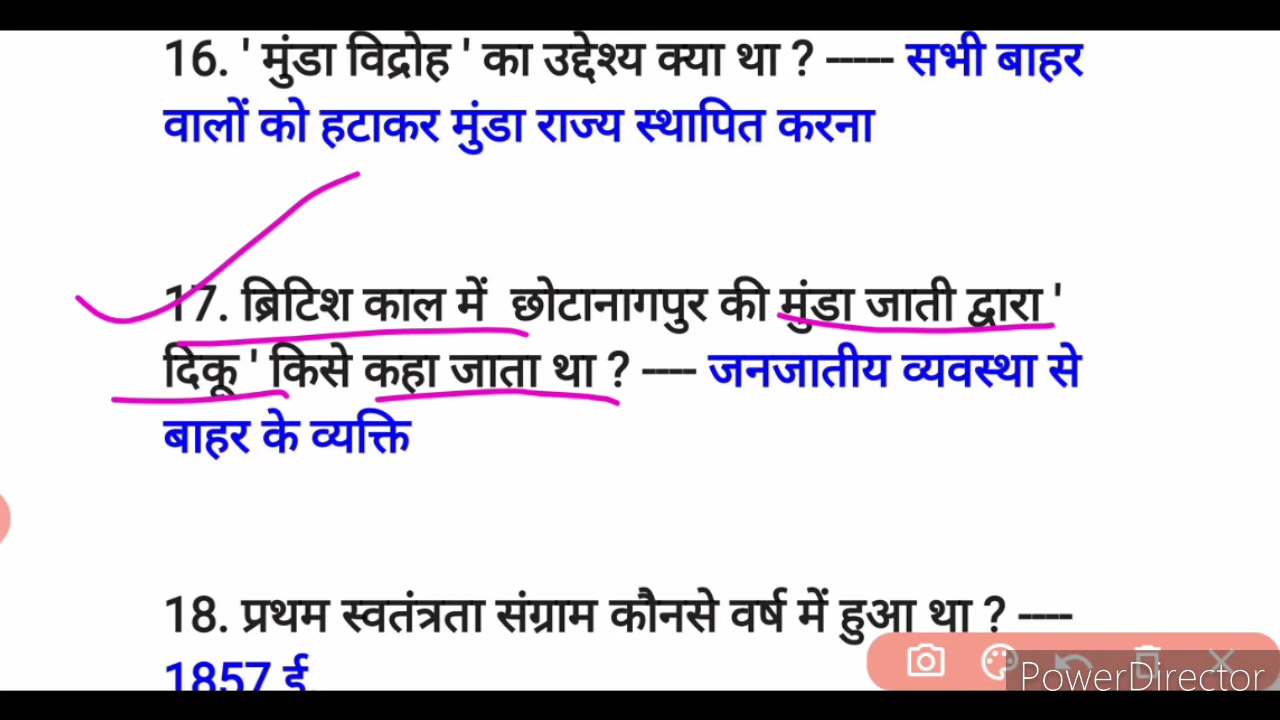 16. ' मुंडा विद्रोह ' का उद्देश्य क्या था ? ----- सभी बाहर
वालों को हटाकर मुंडा राज्य स्थापित करना
17. ब्रिटिश काल में छोटानागपुर की मुंडा जाती द्वारा '
दिकू ' किसे कहा जाता था ? ---- जनजातीय व्यवस्था से
बाहर के व्यक्ति
18. प्रथम स्वतंत्रता संग्राम कौनसे वर्ष में हुआ था ? ----
1857 ई.
PowerDirector